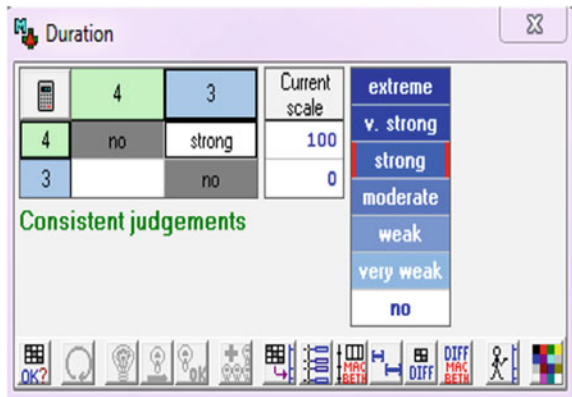 Duration
4 3 Current scale
4 no strong 100
3 no 0
Consistent judgements
extreme
v. strong
strong
moderate
weak
very weak
no
OK? OK MAC BETH DIFF DIFF MAC BETH